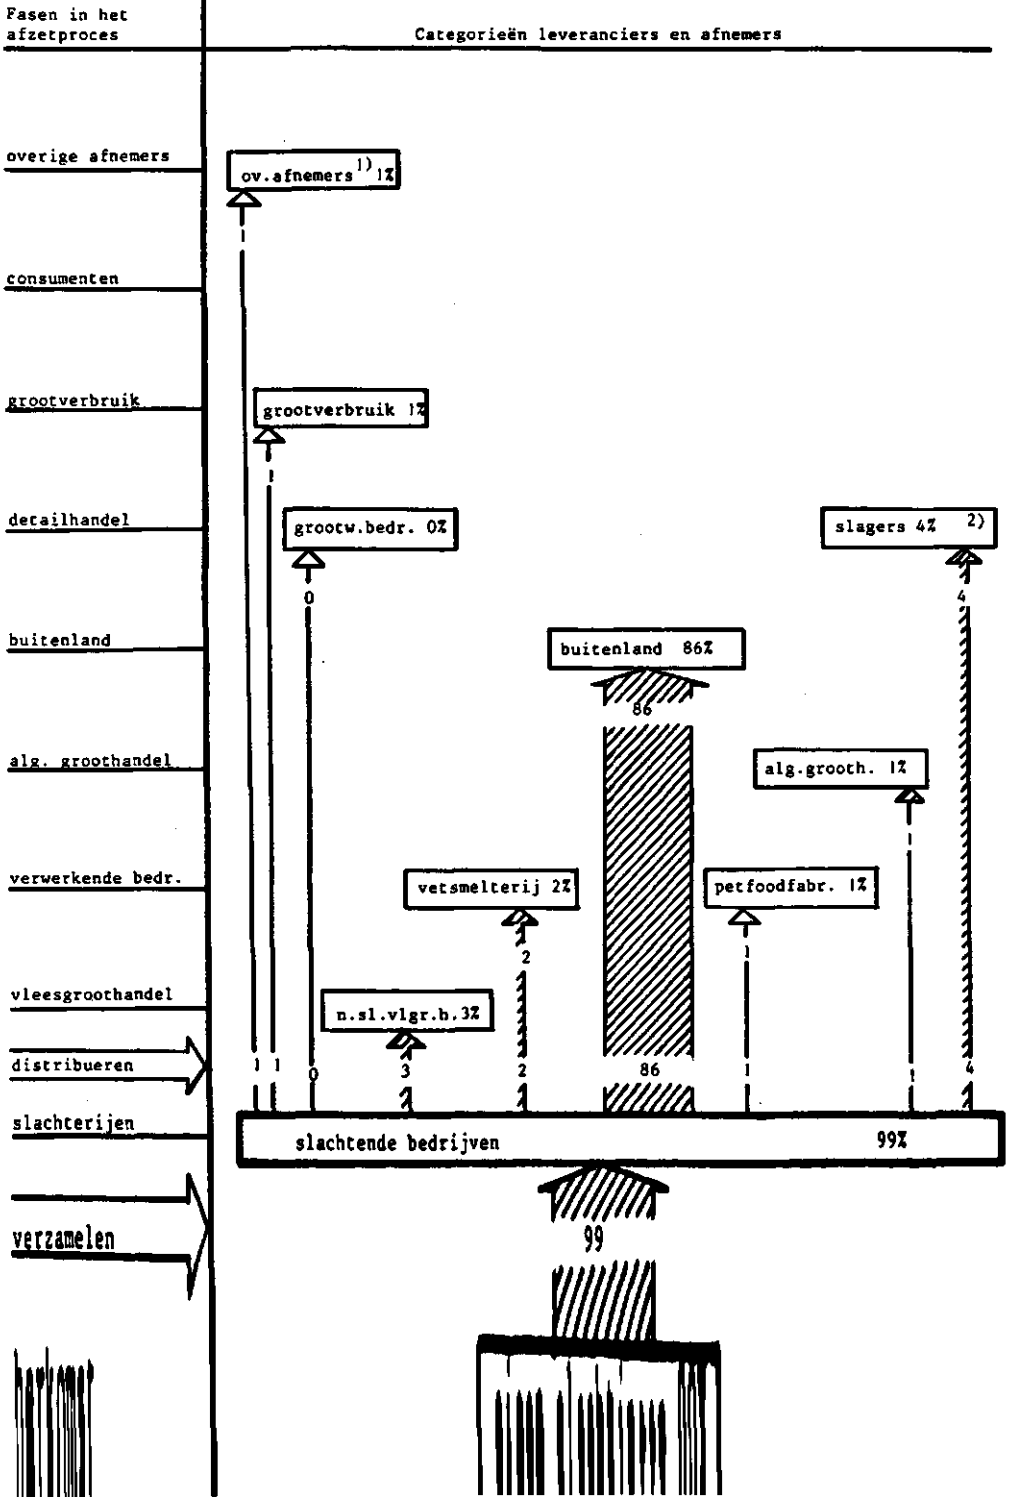 Fasen in het
afzetproces
Categorieën leveranciers en afnemers
overige afnemers
ov.afnemers 1) 1%
1
consumenten
grootverbruik
grootverbruik 1%
1
detailhandel
grootw.bedr. 0%
slagers 4% 2)
0
4
buitenland
buitenland 86%
86
alg. groothandel
alg.grooth. 1%
1
verwerkende bedr.
vetsmelterij 2%
petfoodfabr. 1%
2
1
vleesgroothandel
n.sl.vlgr.h.3%
distribueren
1 1 0 3 2 86 1 1 4
slachterijen
slachtende bedrijven 99%
verzamelen
99